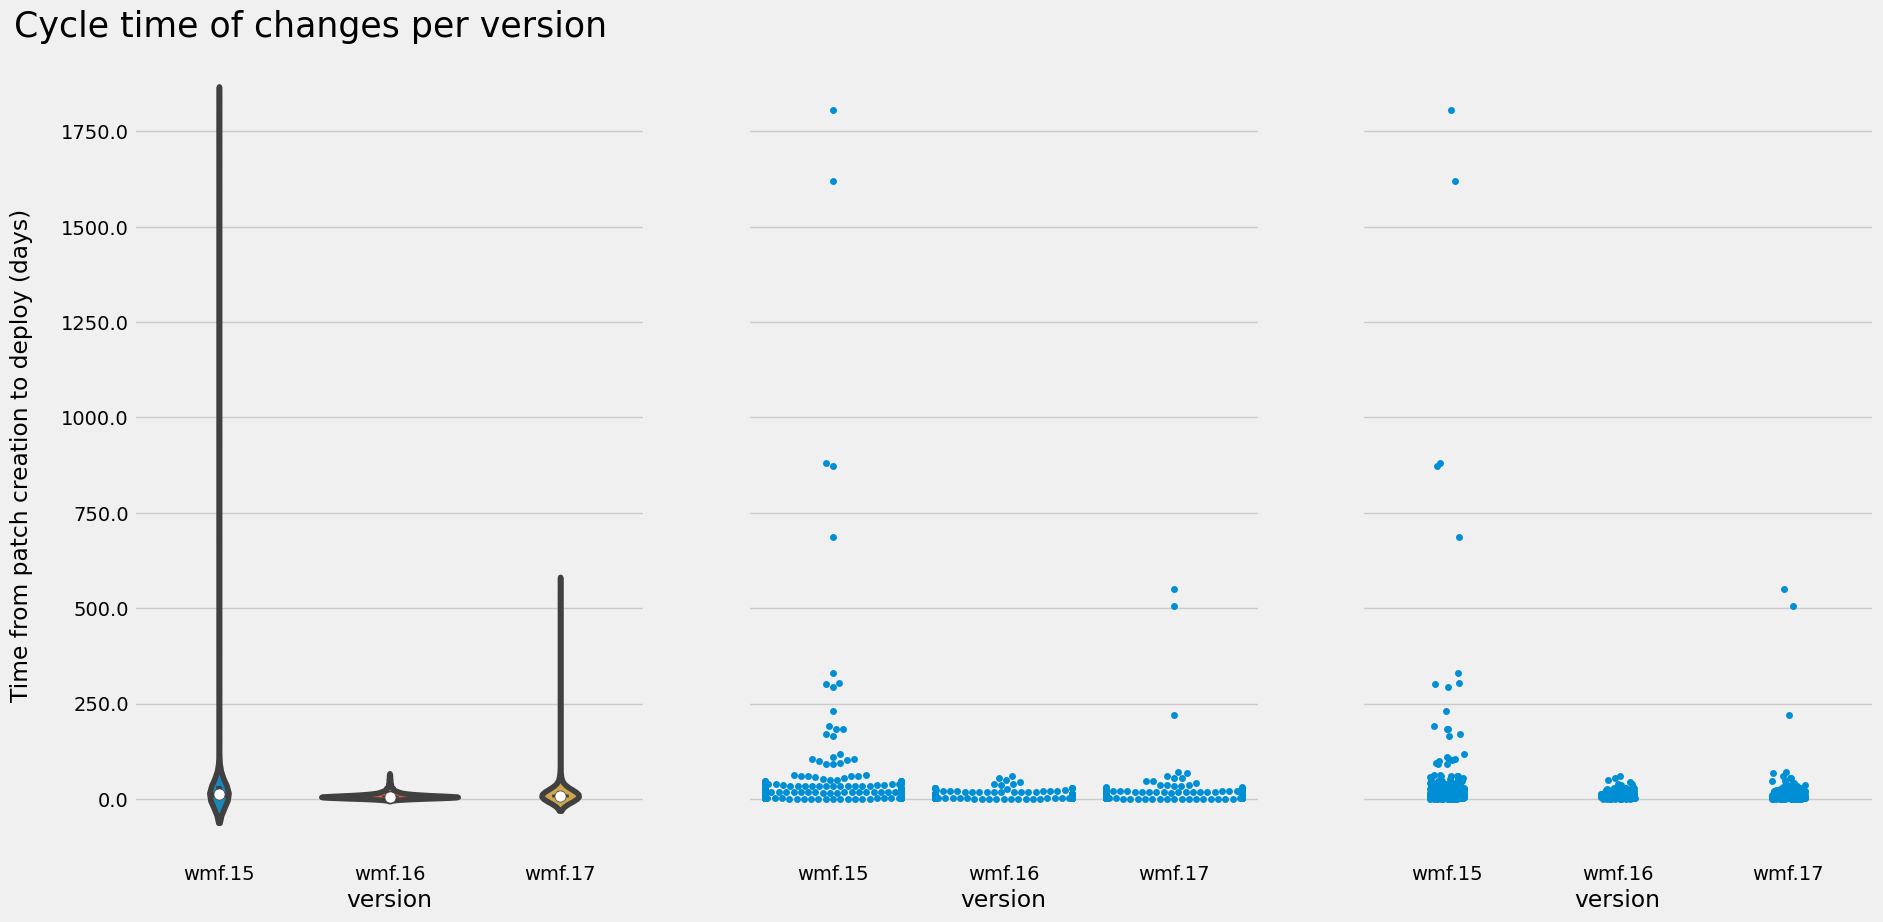 Cycle time of changes per version
Time from patch creation to deploy (days)
1750.0
1500.0
1250.0
1000.0
750.0
500.0
250.0
0.0
wmf.15 wmf.16 wmf.17
version
wmf.15 wmf.16 wmf.17
version
wmf.15 wmf.16 wmf.17
version